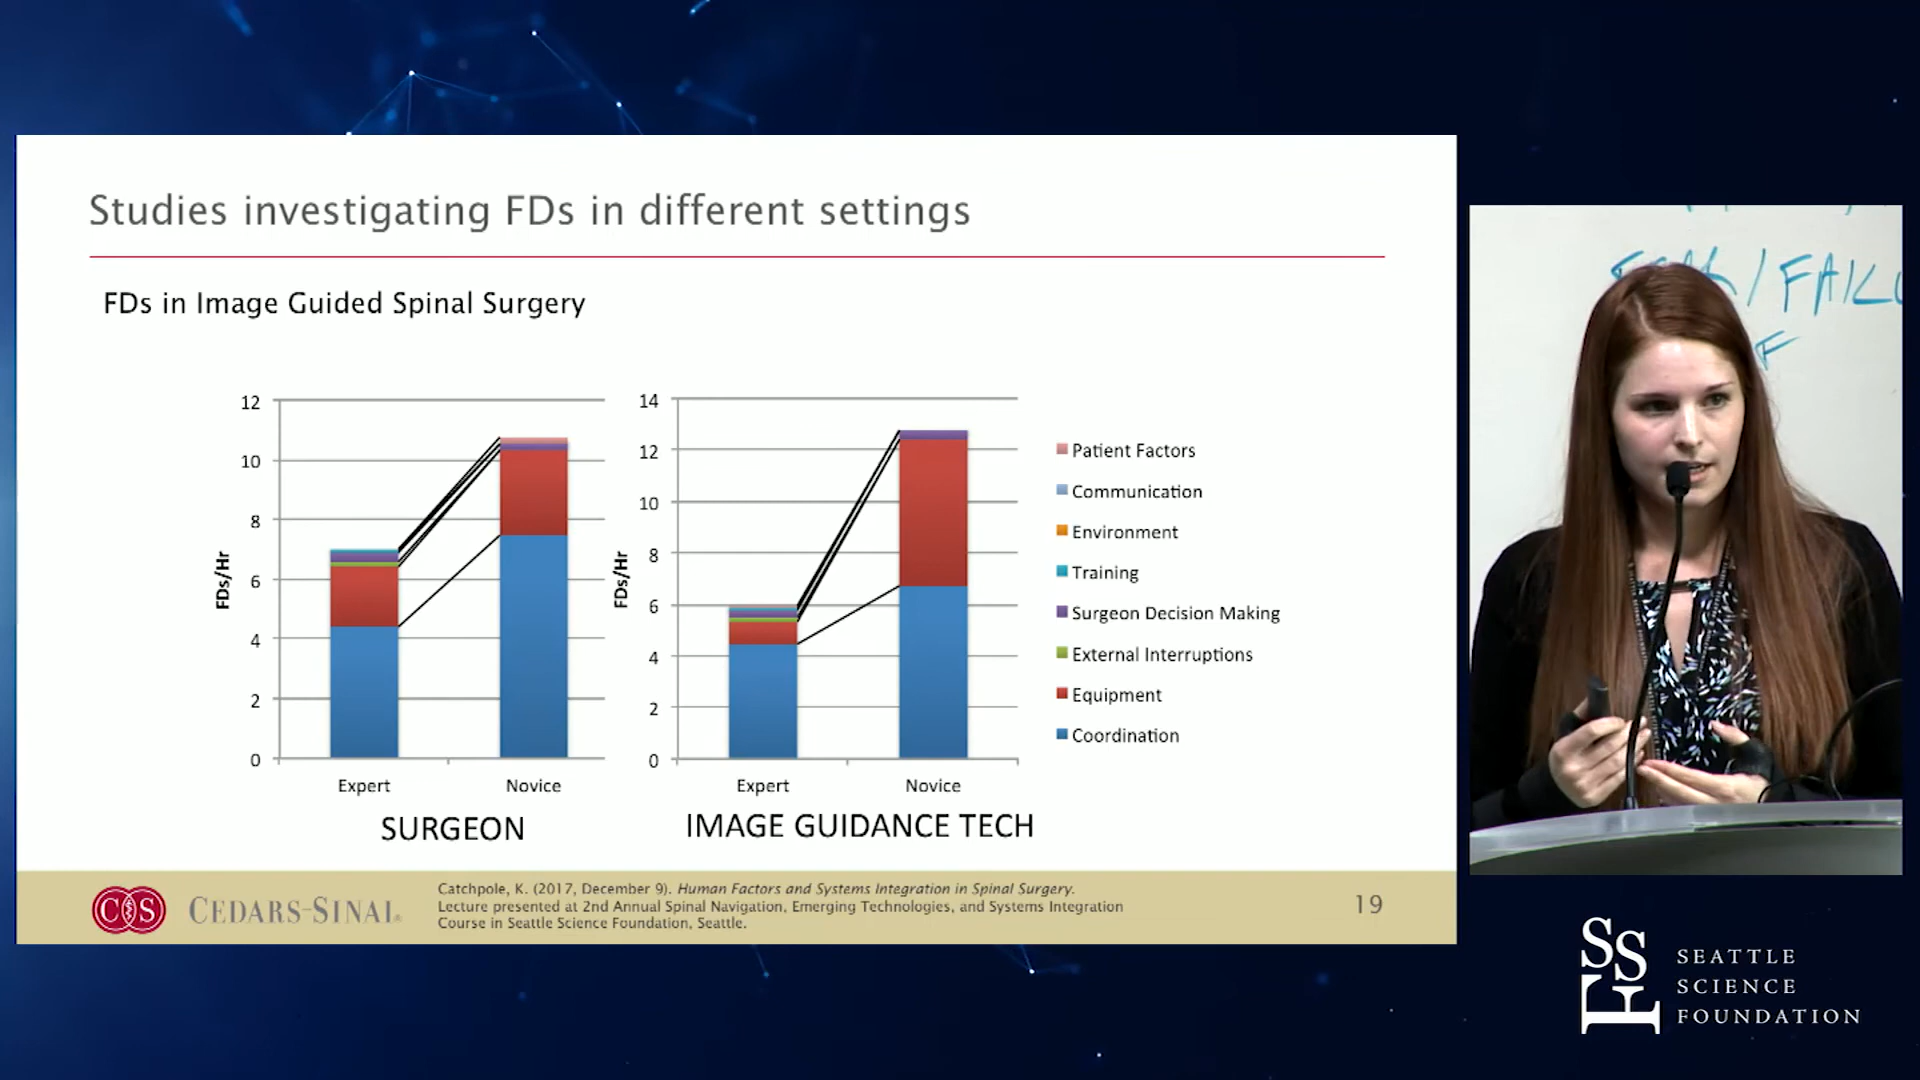 Studies investigating FDs in different settings
FDs in Image Guided Spinal Surgery
12
10
8
6
4
2
0
FDs/Hr
Expert
Novice
SURGEON
14
12
10
8
6
4
2
0
FDs/Hr
Expert
Novice
IMAGE GUIDANCE TECH
Patient Factors
Communication
Environment
Training
Surgeon Decision Making
External Interruptions
Equipment
Coordination
CS
CEDARS-SINAI®
Catchpole, K. (2017, December 9). Human Factors and Systems Integration in Spinal Surgery.
Lecture presented at 2nd Annual Spinal Navigation, Emerging Technologies, and Systems Integration
Course in Seattle Science Foundation, Seattle.
19
SSF
SEATTLE
SCIENCE
FOUNDATION